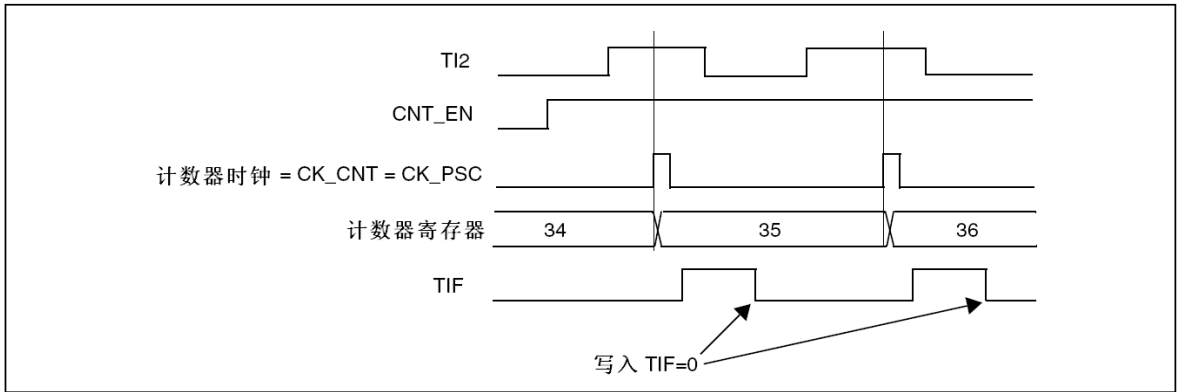 TI2
CNT_EN
计数器时钟 = CK_CNT = CK_PSC
计数器寄存器 34 35 36
TIF
写入 TIF=0